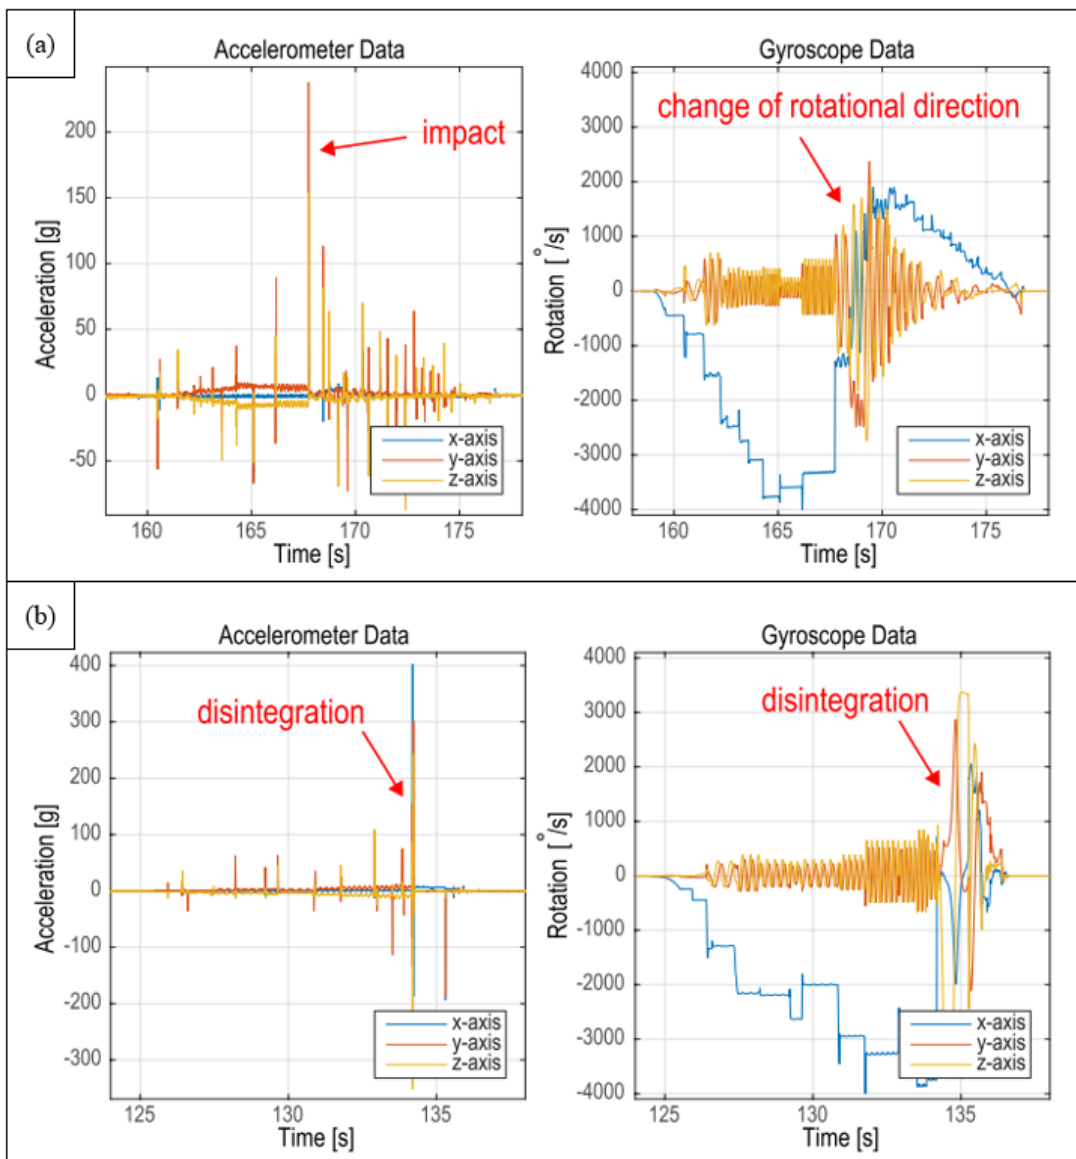 (a)
Accelerometer Data
200
150
100
50
0
-50
Acceleration [g]
impact
x-axis
y-axis
z-axis
160 165 170 175
Time [s]
Gyroscope Data
4000
3000
2000
1000
0
-1000
-2000
-3000
-4000
Rotation [°/s]
change of rotational direction
x-axis
y-axis
z-axis
160 165 170 175
Time [s]
(b)
Accelerometer Data
400
300
200
100
0
-100
-200
-300
Acceleration [g]
disintegration
x-axis
y-axis
z-axis
125 130 135
Time [s]
Gyroscope Data
4000
3000
2000
1000
0
-1000
-2000
-3000
-4000
Rotation [°/s]
disintegration
x-axis
y-axis
z-axis
125 130 135
Time [s]